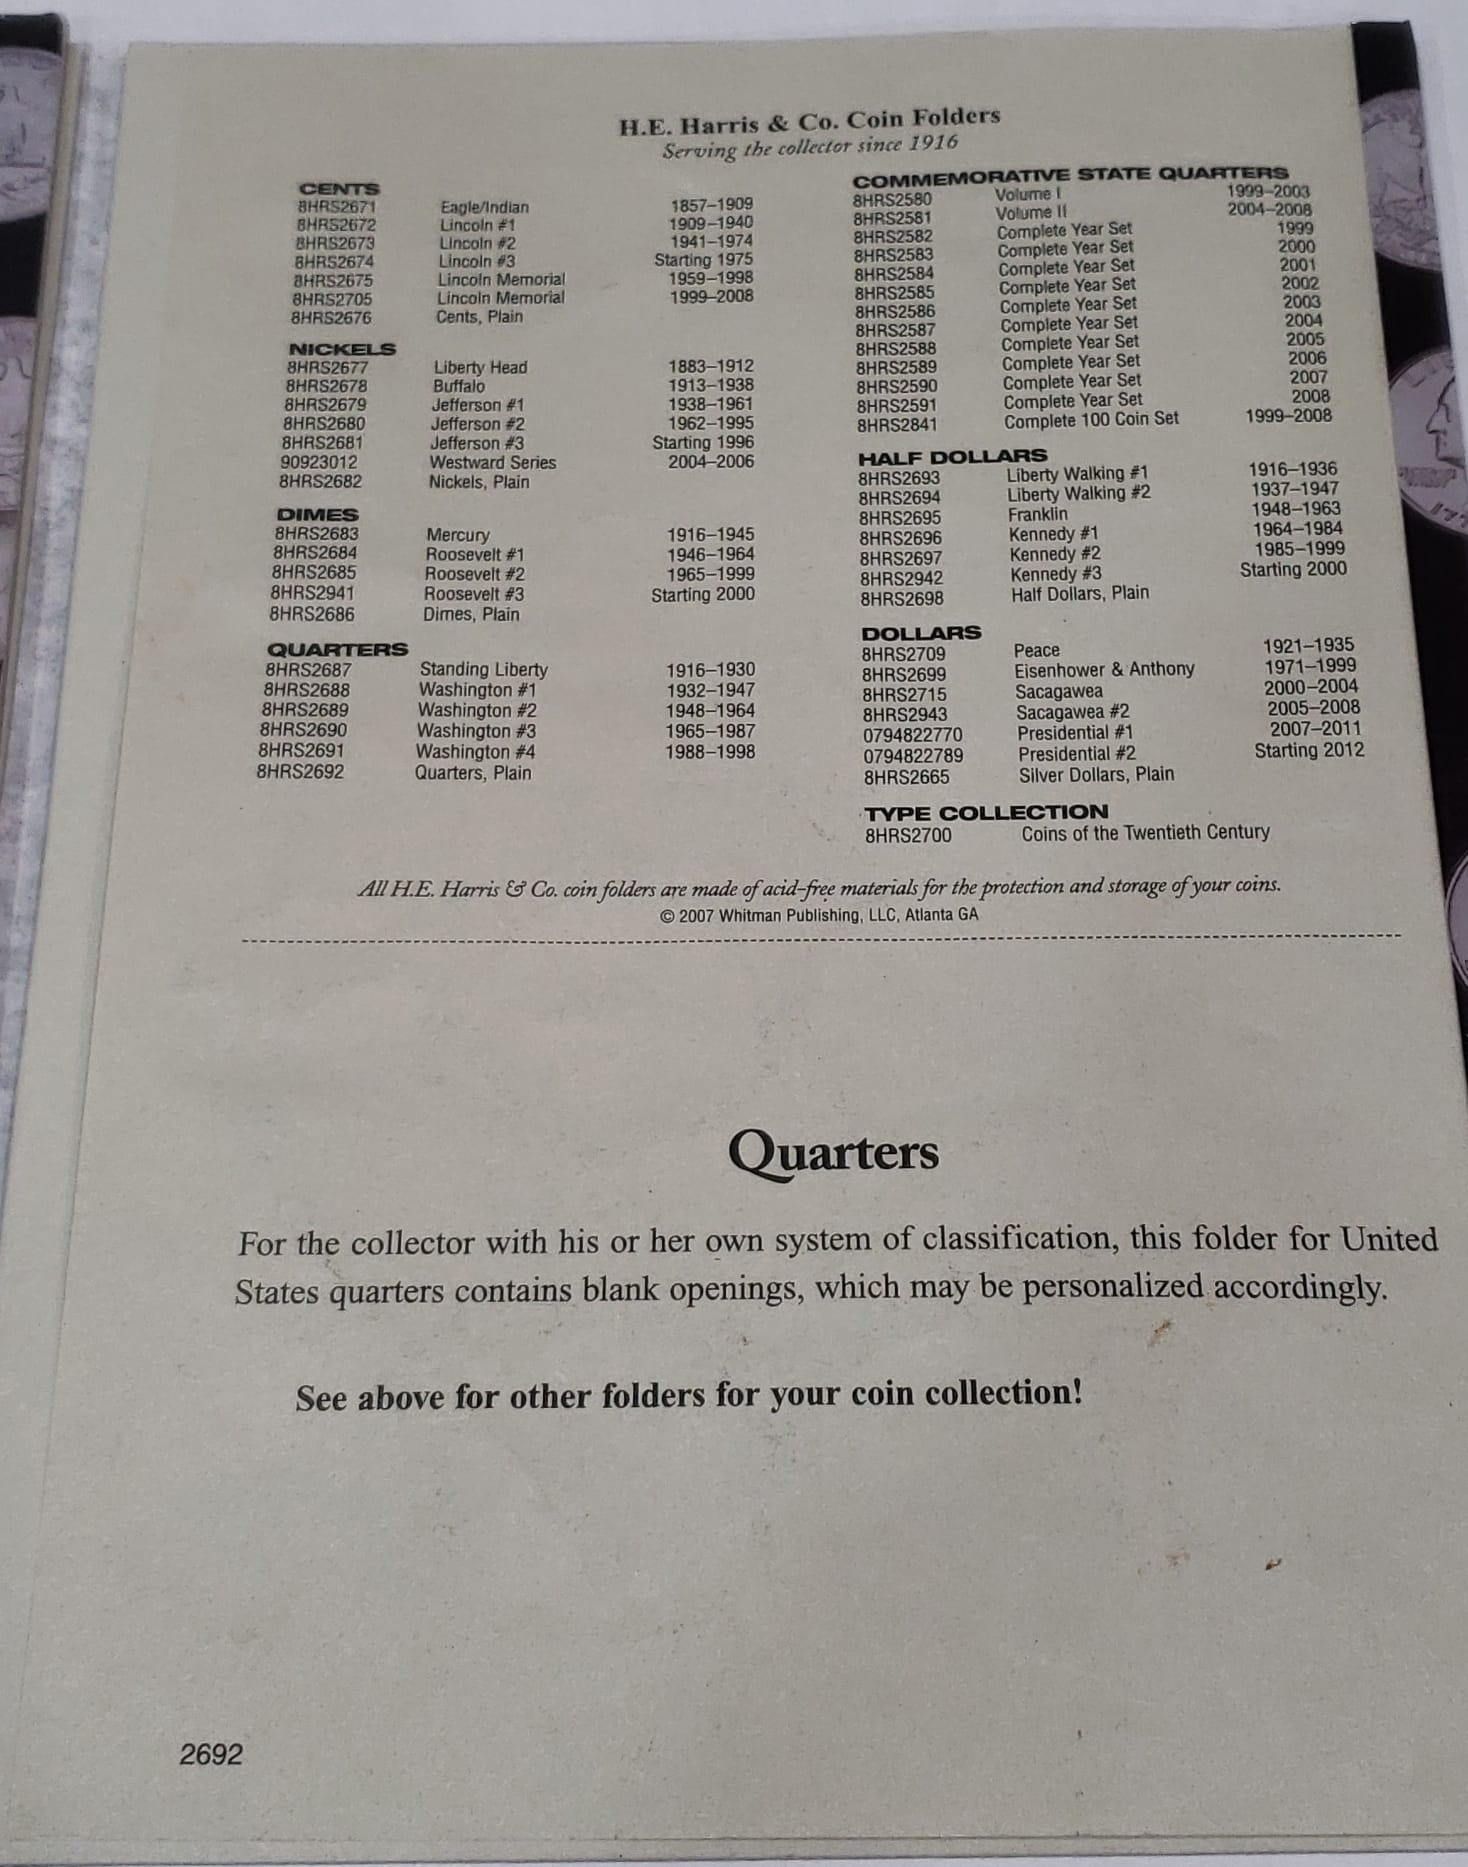 H.E. Harris & Co. Coin Folders
Serving the collector since 1916
CENTS
8HRS2671 Eagle/Indian 1857–1909
8HRS2672 Lincoln #1 1909–1940
8HRS2673 Lincoln #2 1941–1974
8HRS2674 Lincoln #3 Starting 1975
8HRS2675 Lincoln Memorial 1959–1998
8HRS2705 Lincoln Memorial 1999–2008
8HRS2676 Cents, Plain
NICKELS
8HRS2677 Liberty Head 1883–1912
8HRS2678 Buffalo 1913–1938
8HRS2679 Jefferson #1 1938–1961
8HRS2680 Jefferson #2 1962–1995
8HRS2681 Jefferson #3 Starting 1996
90923012 Westward Series 2004–2006
8HRS2682 Nickels, Plain
DIMES
8HRS2683 Mercury 1916–1945
8HRS2684 Roosevelt #1 1946–1964
8HRS2685 Roosevelt #2 1965–1999
8HRS2941 Roosevelt #3 Starting 2000
8HRS2686 Dimes, Plain
QUARTERS
8HRS2687 Standing Liberty 1916–1930
8HRS2688 Washington #1 1932–1947
8HRS2689 Washington #2 1948–1964
8HRS2690 Washington #3 1965–1987
8HRS2691 Washington #4 1988–1998
8HRS2692 Quarters, Plain
COMMEMORATIVE STATE QUARTERS
8HRS2580 Volume I 1999–2003
8HRS2581 Volume II 2004–2008
8HRS2582 Complete Year Set 1999
8HRS2583 Complete Year Set 2000
8HRS2584 Complete Year Set 2001
8HRS2585 Complete Year Set 2002
8HRS2586 Complete Year Set 2003
8HRS2587 Complete Year Set 2004
8HRS2588 Complete Year Set 2005
8HRS2589 Complete Year Set 2006
8HRS2590 Complete Year Set 2007
8HRS2591 Complete Year Set 2008
8HRS2841 Complete 100 Coin Set 1999–2008
HALF DOLLARS
8HRS2693 Liberty Walking #1 1916–1936
8HRS2694 Liberty Walking #2 1937–1947
8HRS2695 Franklin 1948–1963
8HRS2696 Kennedy #1 1964–1984
8HRS2697 Kennedy #2 1985–1999
8HRS2942 Kennedy #3 Starting 2000
8HRS2698 Half Dollars, Plain
DOLLARS
8HRS2709 Peace 1921–1935
8HRS2699 Eisenhower & Anthony 1971–1999
8HRS2715 Sacagawea 2000–2004
8HRS2943 Sacagawea #2 2005–2008
0794822770 Presidential #1 2007–2011
0794822789 Presidential #2 Starting 2012
8HRS2665 Silver Dollars, Plain
TYPE COLLECTION
8HRS2700 Coins of the Twentieth Century
All H.E. Harris & Co. coin folders are made of acid-free materials for the protection and storage of your coins.
© 2007 Whitman Publishing, LLC, Atlanta GA
Quarters
For the collector with his or her own system of classification, this folder for United
States quarters contains blank openings, which may be personalized accordingly.
See above for other folders for your coin collection!
2692